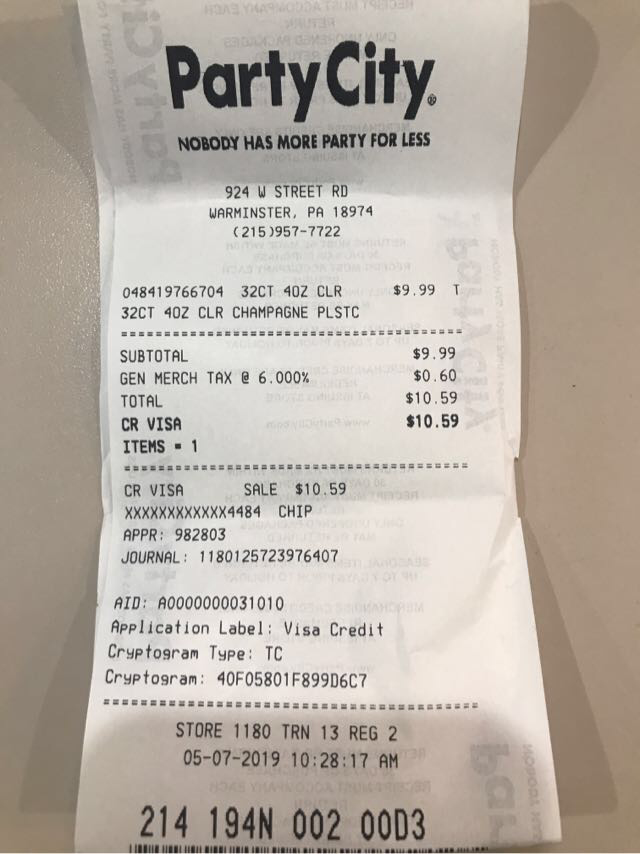 Party City®
NOBODY HAS MORE PARTY FOR LESS
924 W STREET RD
WARMINSTER, PA 18974
(215)957-7722
048419766704 32CT 4OZ CLR $9.99 T
32CT 4OZ CLR CHAMPAGNE PLSTC
SUBTOTAL $9.99
GEN MERCH TAX @ 6.000% $0.60
TOTAL $10.59
CR VISA $10.59
ITEMS = 1
CR VISA SALE $10.59
XXXXXXXXXXXX4484 CHIP
APPR: 982803
JOURNAL: 1180125723976407
AID: A0000000031010
Application Label: Visa Credit
Cryptogram Type: TC
Cryptogram: 40F05801F899D6C7
STORE 1180 TRN 13 REG 2
05-07-2019 10:28:17 AM
214 194N 002 00D3